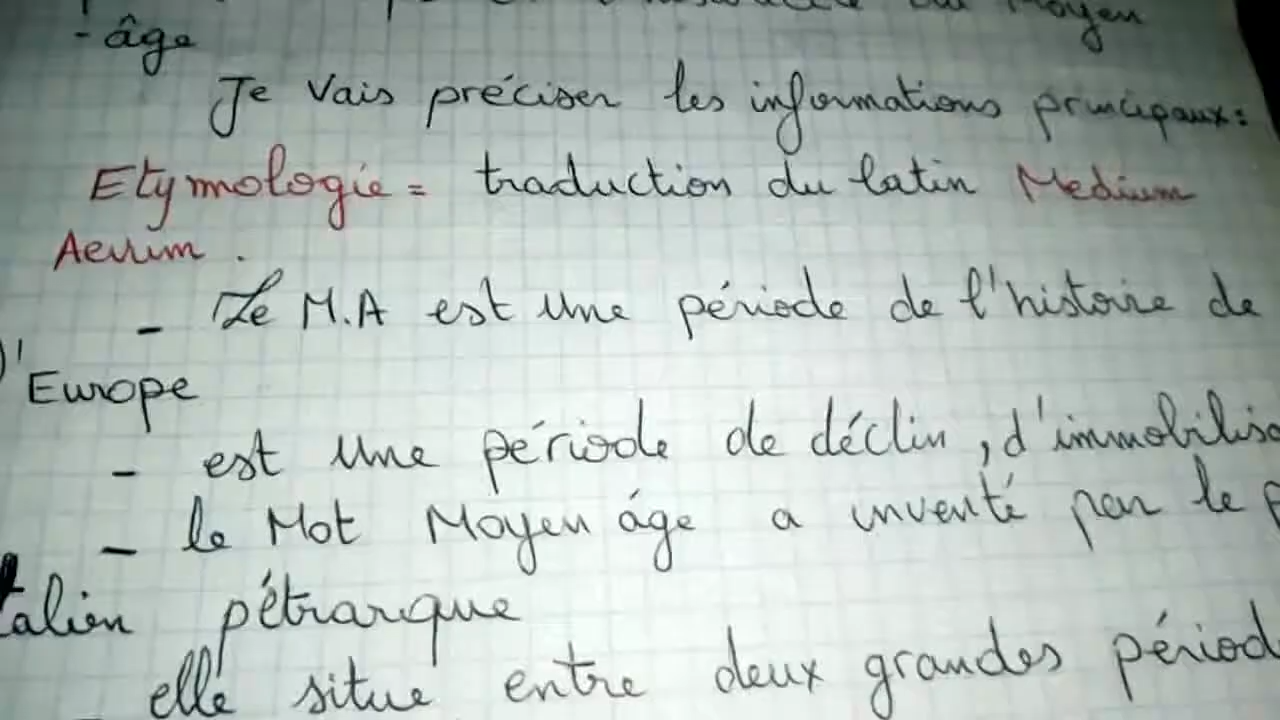 Moyen
- âge
Je Vais préciser les informations principaux:
Etymologie = traduction du latin Medium
Aevum.
- Le M.A est une période de l'histoire de
l'Europe
- est une période de déclin, d'immobilis
- le Mot Moyen áge a inventé par le
talien pétrarque
elle situe entre deux grandes périod